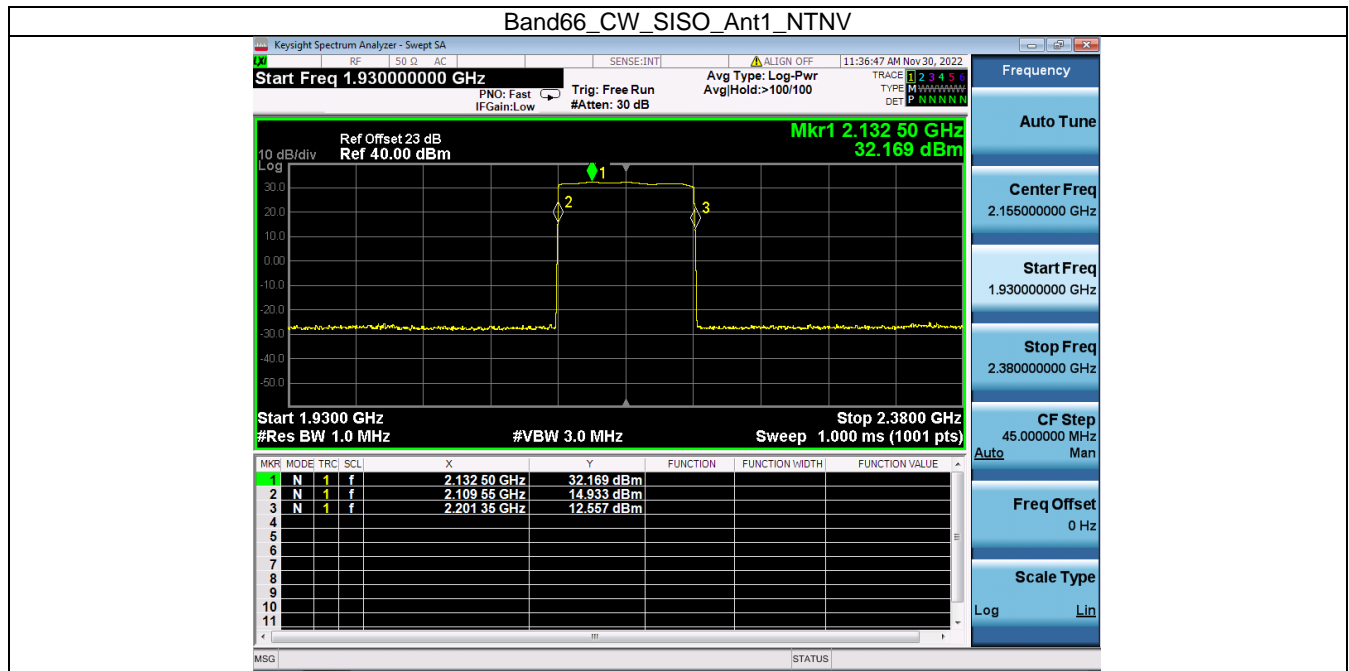 Band66_CW_SISO_Ant1_NTNV
Keysight Spectrum Analyzer - Swept SA
LXI RF 50 Ω AC SENSE:INT ALIGN OFF 11:36:47 AM Nov 30, 2022
Start Freq 1.930000000 GHz
PNO: Fast
IFGain:Low
Trig: Free Run
#Atten: 30 dB
Avg Type: Log-Pwr
Avg|Hold:>100/100
TRACE 1 2 3 4 5 6
TYPE M WWWWW
DET P N N N N N
Ref Offset 23 dB
Ref 40.00 dBm
10 dB/div
Log
Mkr1 2.132 50 GHz
32.169 dBm
30.0
20.0
10.0
0.00
-10.0
-20.0
-30.0
-40.0
-50.0
1
2
3
Start 1.9300 GHz Stop 2.3800 GHz
#Res BW 1.0 MHz #VBW 3.0 MHz Sweep 1.000 ms (1001 pts)
MKR MODE TRC SCL X Y FUNCTION FUNCTION WIDTH FUNCTION VALUE
1 N 1 f 2.132 50 GHz 32.169 dBm
2 N 1 f 2.109 55 GHz 14.933 dBm
3 N 1 f 2.201 35 GHz 12.557 dBm
4
5
6
7
8
9
10
11
MSG STATUS
Frequency
Auto Tune
Center Freq
2.155000000 GHz
Start Freq
1.930000000 GHz
Stop Freq
2.380000000 GHz
CF Step
45.000000 MHz
Auto Man
Freq Offset
0 Hz
Scale Type
Log Lin